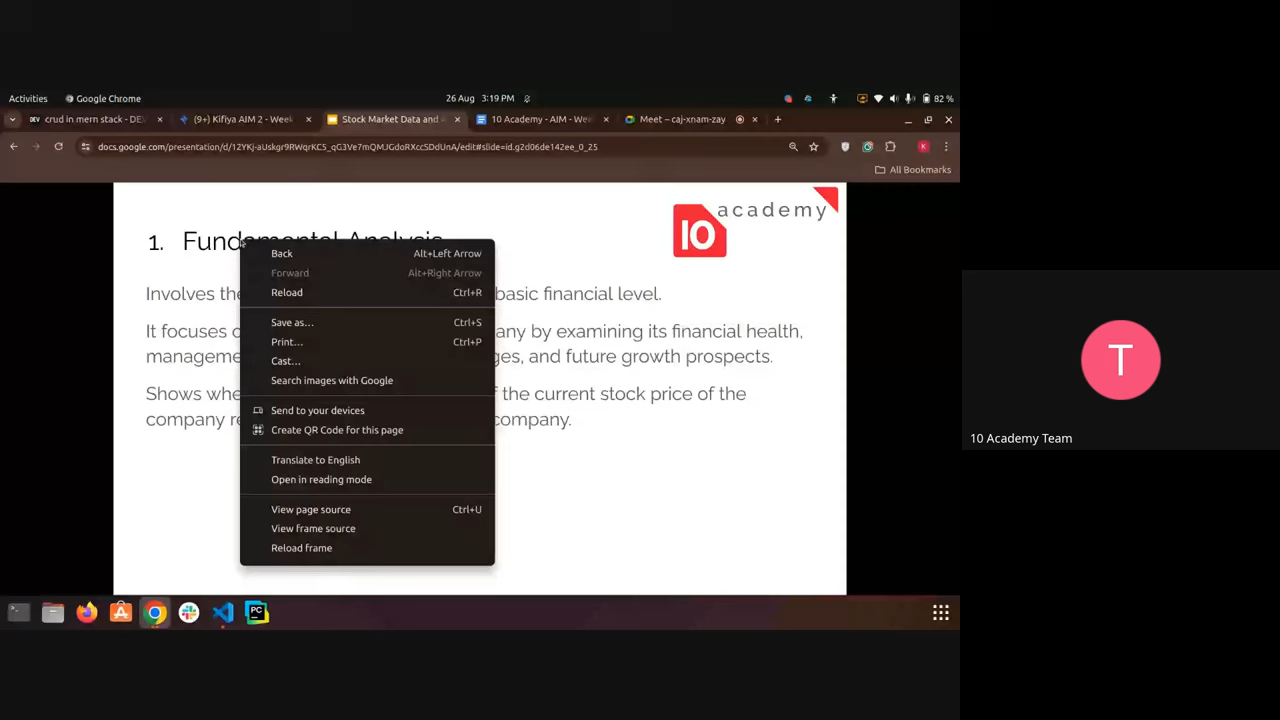 Activities Google Chrome 26 Aug 3:19 PM 82 %
DEV crud in mern stack - DEV (9+) Kifiya AIM 2 - Week Stock Market Data and 10 Academy - AIM - We Meet – caj-xnam-zay
docs.google.com/presentation/d/12YKj-aUskgr9RWqrKC5_qG3Ve7mQMJGdoRXccSDdUnA/edit#slide=id.g2d06de142ee_0_25 K
All Bookmarks
10 academy
1. Fundamental Analysis
Involves the basic financial level.
It focuses any by examining its financial health,
and future growth prospects.
Shows the current stock price of the
company company.
Back Alt+Left Arrow
Forward Alt+Right Arrow
Reload Ctrl+R
Save as… Ctrl+S
Print… Ctrl+P
Cast…
Search images with Google
Send to your devices
Create QR Code for this page
Translate to English
Open in reading mode
View page source Ctrl+U
View frame source
Reload frame
PC
T
10 Academy Team